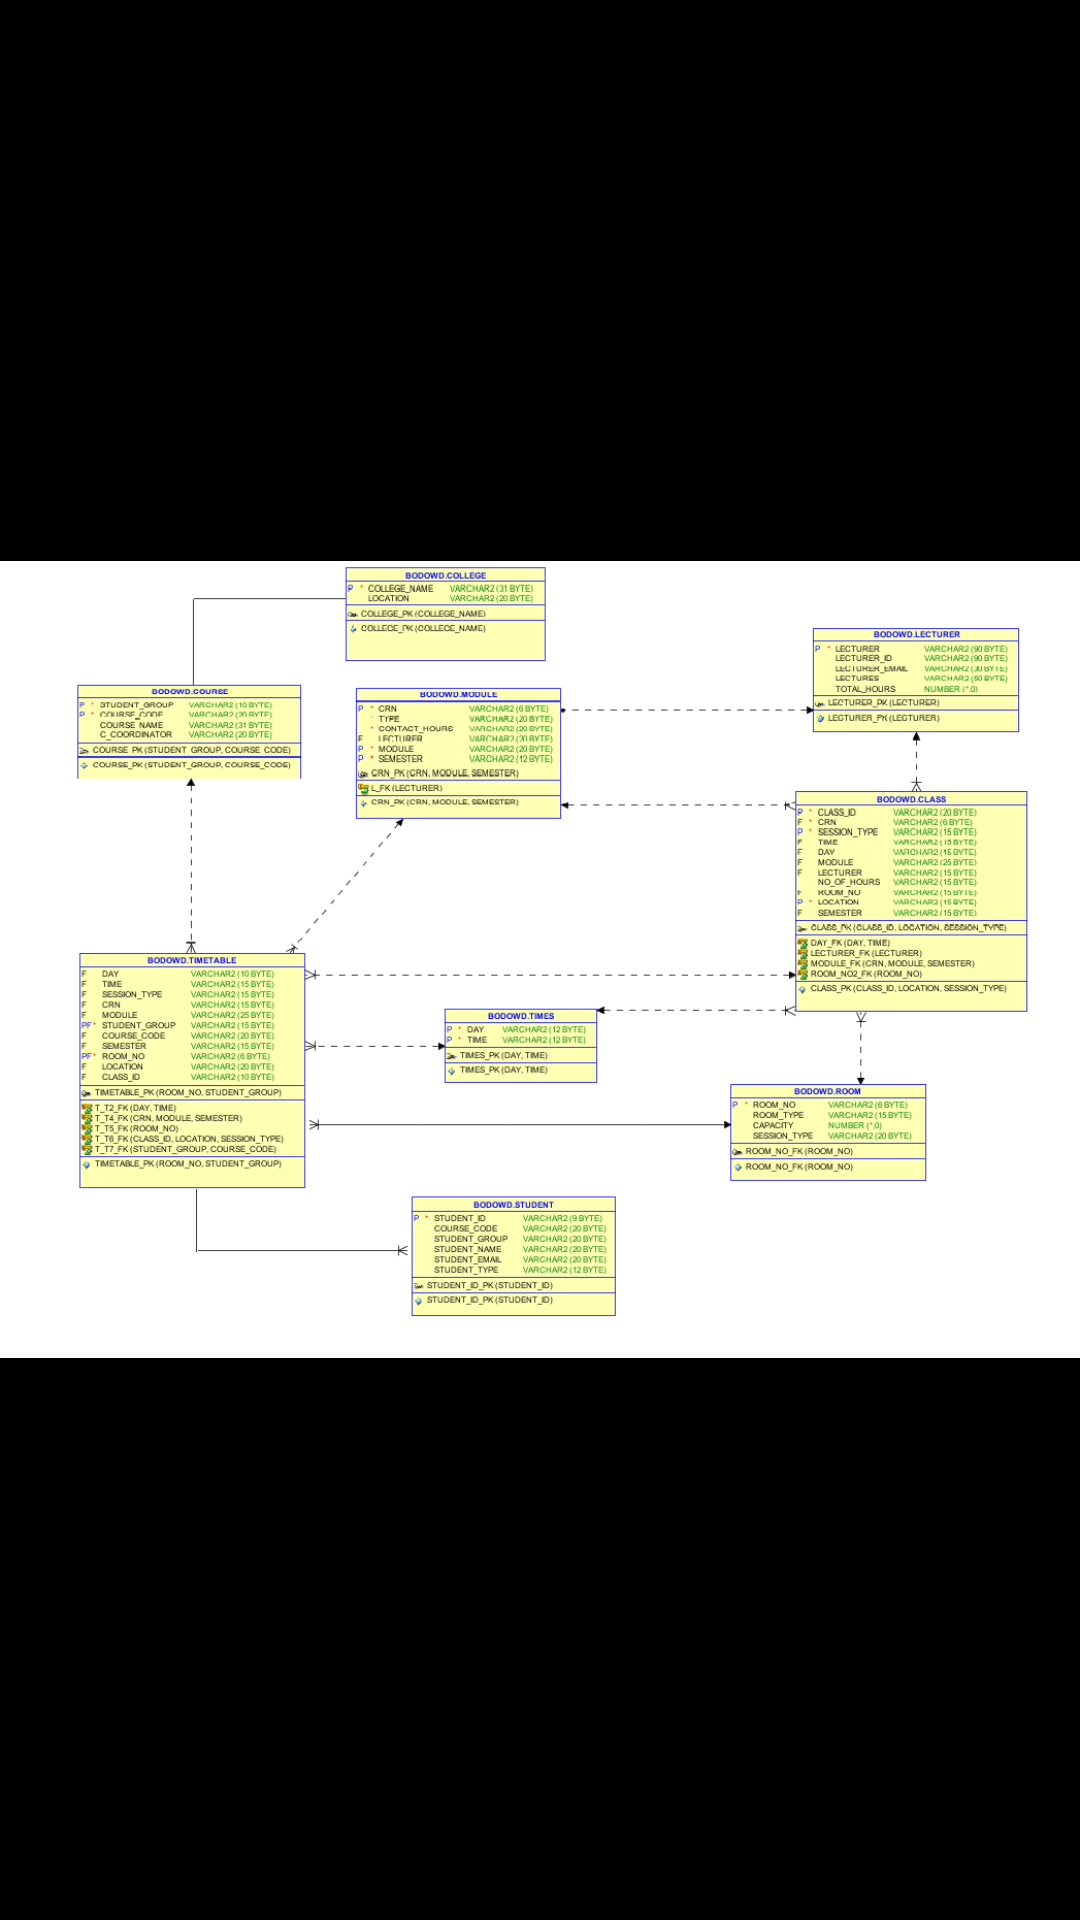 BODOWD.COLLEGE
P * COLLEGE_NAME VARCHAR2 (31 BYTE)
LOCATION VARCHAR2 (20 BYTE)
COLLEGE_PK (COLLEGE_NAME)
COLLEGE_PK (COLLEGE_NAME)
BODOWD.LECTURER
P * LECTURER VARCHAR2 (90 BYTE)
LECTURER_ID VARCHAR2 (90 BYTE)
LECTURER_EMAIL VARCHAR2 (30 BYTE)
LECTURES VARCHAR2 (50 BYTE)
TOTAL_HOURS NUMBER (*,0)
LECTURER_PK (LECTURER)
LECTURER_PK (LECTURER)
BODOWD.COURSE
P * STUDENT_GROUP VARCHAR2 (10 BYTE)
P * COURSE_CODE VARCHAR2 (20 BYTE)
COURSE_NAME VARCHAR2 (31 BYTE)
C_COORDINATOR VARCHAR2 (20 BYTE)
COURSE_PK (STUDENT_GROUP, COURSE_CODE)
COURSE_PK (STUDENT_GROUP, COURSE_CODE)
BODOWD.MODULE
P * CRN VARCHAR2 (6 BYTE)
* TYPE VARCHAR2 (20 BYTE)
* CONTACT_HOURS VARCHAR2 (20 BYTE)
F LECTURER VARCHAR2 (20 BYTE)
P * MODULE VARCHAR2 (20 BYTE)
P * SEMESTER VARCHAR2 (12 BYTE)
CRN_PK (CRN, MODULE, SEMESTER)
L_FK (LECTURER)
CRN_PK (CRN, MODULE, SEMESTER)
BODOWD.CLASS
P * CLASS_ID VARCHAR2 (20 BYTE)
F * CRN VARCHAR2 (6 BYTE)
P * SESSION_TYPE VARCHAR2 (15 BYTE)
F TIME VARCHAR2 (15 BYTE)
F DAY VARCHAR2 (15 BYTE)
F MODULE VARCHAR2 (25 BYTE)
F LECTURER VARCHAR2 (15 BYTE)
NO_OF_HOURS VARCHAR2 (15 BYTE)
F ROOM_NO VARCHAR2 (15 BYTE)
P * LOCATION VARCHAR2 (15 BYTE)
F SEMESTER VARCHAR2 (15 BYTE)
CLASS_PK (CLASS_ID, LOCATION, SESSION_TYPE)
DAY_FK (DAY, TIME)
LECTURER_FK (LECTURER)
MODULE_FK (CRN, MODULE, SEMESTER)
ROOM_NO2_FK (ROOM_NO)
CLASS_PK (CLASS_ID, LOCATION, SESSION_TYPE)
BODOWD.TIMETABLE
F DAY VARCHAR2 (10 BYTE)
F TIME VARCHAR2 (15 BYTE)
F SESSION_TYPE VARCHAR2 (15 BYTE)
F CRN VARCHAR2 (10 BYTE)
F MODULE VARCHAR2 (25 BYTE)
PF * STUDENT_GROUP VARCHAR2 (15 BYTE)
F COURSE_CODE VARCHAR2 (20 BYTE)
F SEMESTER VARCHAR2 (15 BYTE)
PF * ROOM_NO VARCHAR2 (6 BYTE)
F LOCATION VARCHAR2 (20 BYTE)
F CLASS_ID VARCHAR2 (10 BYTE)
TIMETABLE_PK (ROOM_NO, STUDENT_GROUP)
T_T2_FK (DAY, TIME)
T_T4_FK (CRN, MODULE, SEMESTER)
T_T5_FK (ROOM_NO)
T_T6_FK (CLASS_ID, LOCATION, SESSION_TYPE)
T_T7_FK (STUDENT_GROUP, COURSE_CODE)
TIMETABLE_PK (ROOM_NO, STUDENT_GROUP)
BODOWD.TIMES
P * DAY VARCHAR2 (12 BYTE)
P * TIME VARCHAR2 (12 BYTE)
TIMES_PK (DAY, TIME)
TIMES_PK (DAY, TIME)
BODOWD.ROOM
P * ROOM_NO VARCHAR2 (6 BYTE)
ROOM_TYPE VARCHAR2 (15 BYTE)
CAPACITY NUMBER (*,0)
SESSION_TYPE VARCHAR2 (20 BYTE)
ROOM_NO_FK (ROOM_NO)
ROOM_NO_FK (ROOM_NO)
BODOWD.STUDENT
P * STUDENT_ID VARCHAR2 (9 BYTE)
COURSE_CODE VARCHAR2 (20 BYTE)
STUDENT_GROUP VARCHAR2 (20 BYTE)
STUDENT_NAME VARCHAR2 (20 BYTE)
STUDENT_EMAIL VARCHAR2 (20 BYTE)
STUDENT_TYPE VARCHAR2 (12 BYTE)
STUDENT_ID_PK (STUDENT_ID)
STUDENT_ID_PK (STUDENT_ID)